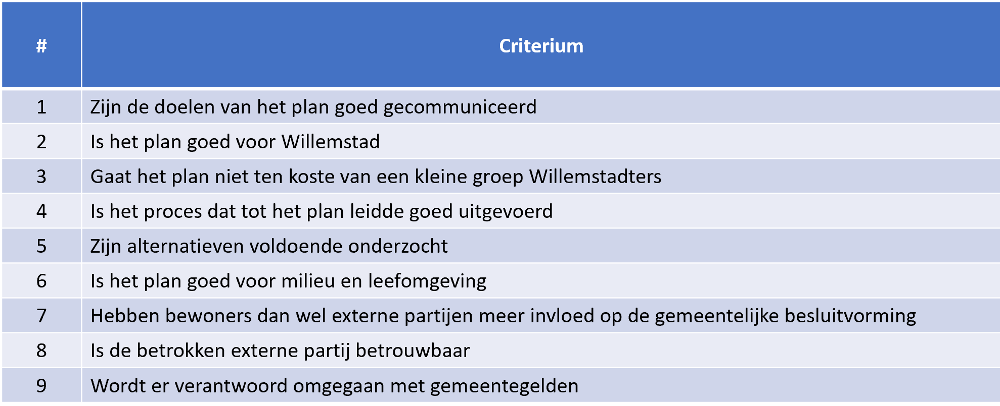 # Criterium
1 Zijn de doelen van het plan goed gecommuniceerd
2 Is het plan goed voor Willemstad
3 Gaat het plan niet ten koste van een kleine groep Willemstadters
4 Is het proces dat tot het plan leidde goed uitgevoerd
5 Zijn alternatieven voldoende onderzocht
6 Is het plan goed voor milieu en leefomgeving
7 Hebben bewoners dan wel externe partijen meer invloed op de gemeentelijke besluitvorming
8 Is de betrokken externe partij betrouwbaar
9 Wordt er verantwoord omgegaan met gemeentegelden